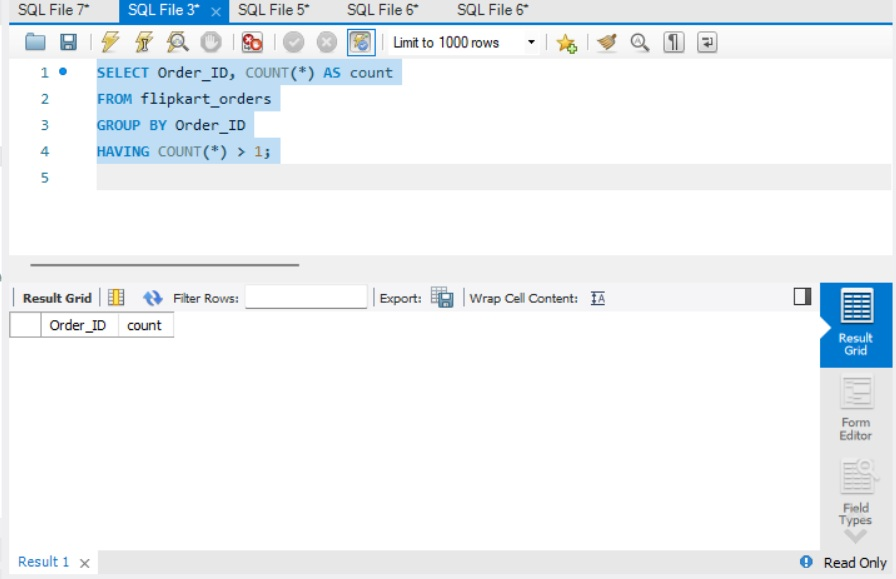 SQL File 7* SQL File 3* × SQL File 5* SQL File 6* SQL File 6*
Limit to 1000 rows
1 SELECT Order_ID, COUNT(*) AS count
2 FROM flipkart_orders
3 GROUP BY Order_ID
4 HAVING COUNT(*) > 1;
5
Result Grid Filter Rows: Export: Wrap Cell Content: IA
Order_ID count
Result
Grid
Form
Editor
Field
Types
Result 1 × Read Only